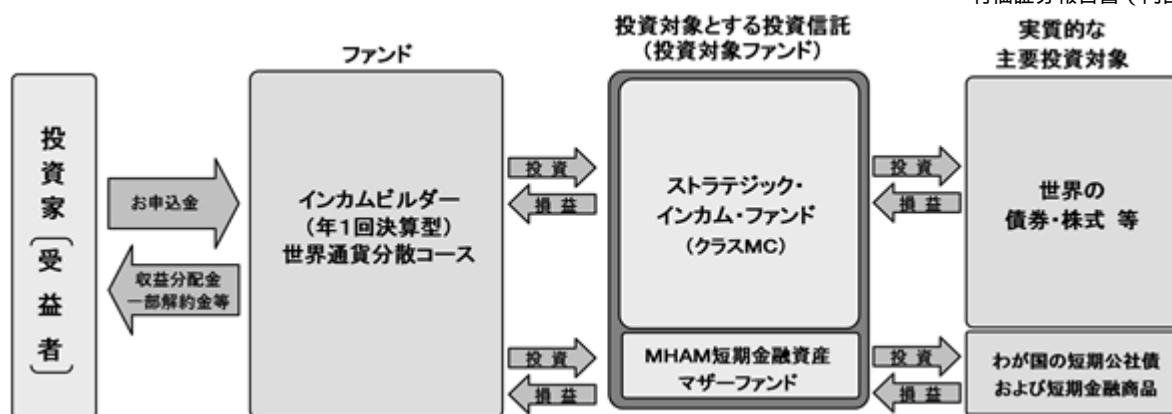 投資対象とする投資信託
(投資対象ファンド)
実質的な
主要投資対象
ファンド
投資家
(受益者)
お申込金
収益分配金
一部解約金等
インカムビルダー
(年1回決算型)
世界通貨分散コース
投資
損益
ストラテジック・
インカム・ファンド
(クラスMC)
投資
損益
世界の
債券・株式 等
投資
損益
MHAM短期金融資産
マザーファンド
投資
損益
わが国の短期公社債
および短期金融商品